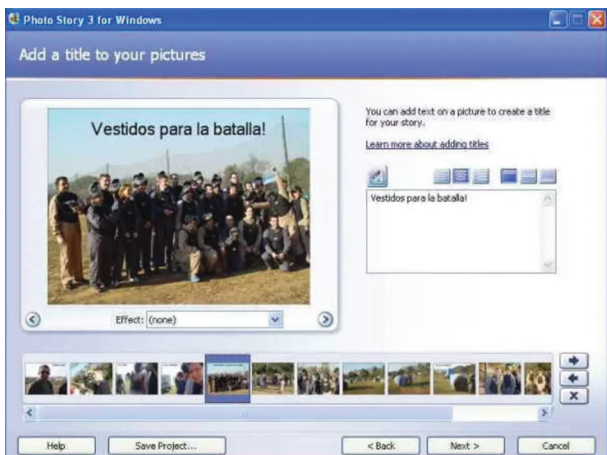 Photo Story 3 for Windows
Add a title to your pictures
Vestidos para la batalla!
Effect: (none)
You can add text on a picture to create a title
for your story.
Learn more about adding titles
Vestidos para la batalla!
Help
Save Project...
< Back
Next >
Cancel